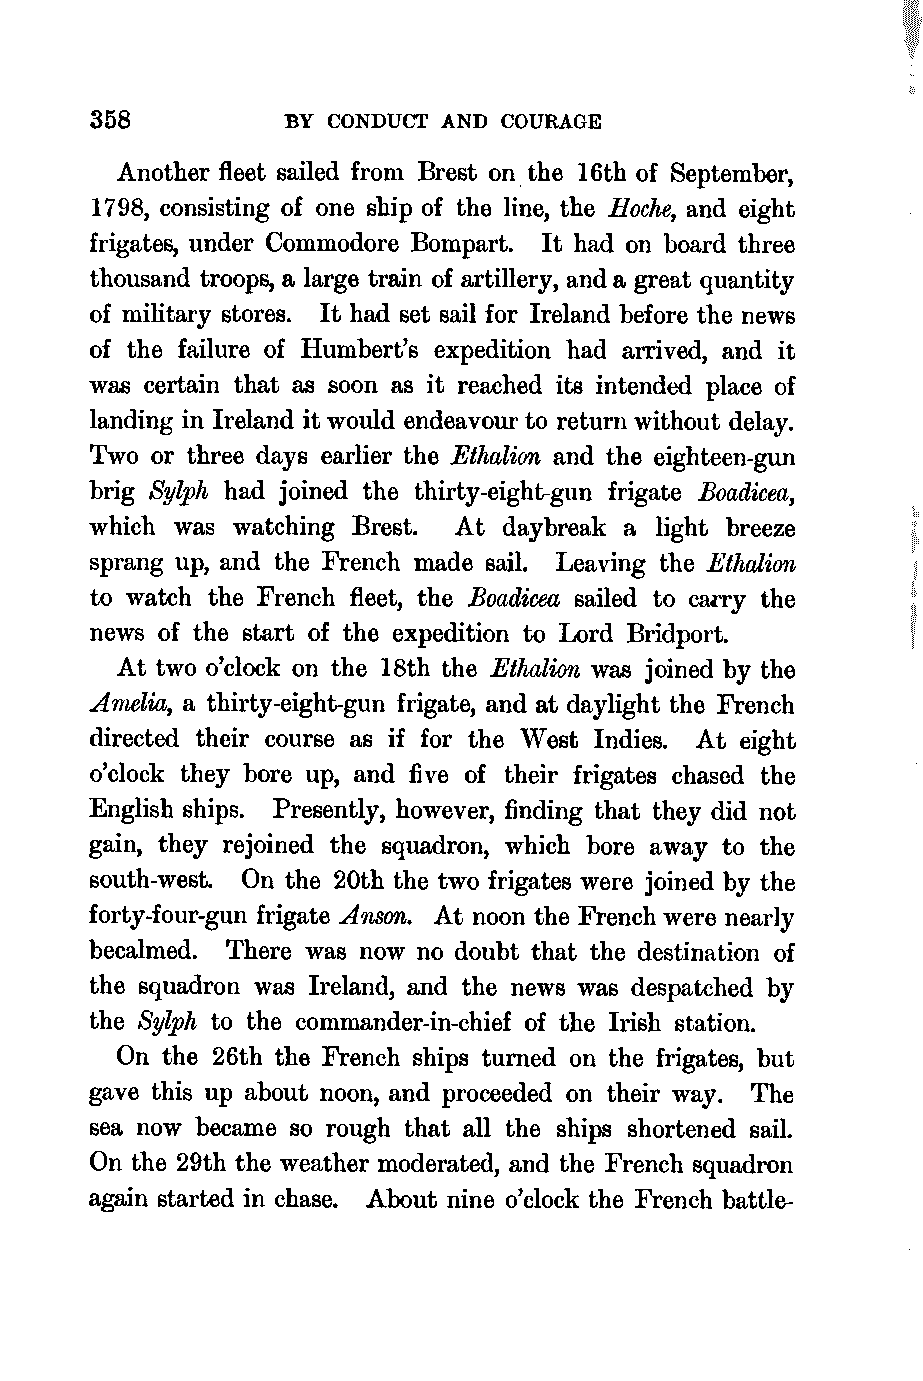 358 BY CONDUCT AND COURAGE
Another fleet sailed from Brest on the 16th of September,
1798, consisting of one ship of the line, the Hoche, and eight
frigates, under Commodore Bompart. It had on board three
thousand troops, a large train of artillery, and a great quantity
of military stores. It had set sail for Ireland before the news
of the failure of Humbert's expedition had arrived, and it
was certain that as soon as it reached its intended place of
landing in Ireland it would endeavour to return without delay.
Two or three days earlier the Ethalion and the eighteen-gun
brig Sylph had joined the thirty-eight-gun frigate Boadicea,
which was watching Brest. At daybreak a light breeze
sprang up, and the French made sail. Leaving the Ethalion
to watch the French fleet, the Boadicea sailed to carry the
news of the start of the expedition to Lord Bridport.
At two o'clock on the 18th the Ethalion was joined by the
Amelia, a thirty-eight-gun frigate, and at daylight the French
directed their course as if for the West Indies. At eight
o'clock they bore up, and five of their frigates chased the
English ships. Presently, however, finding that they did not
gain, they rejoined the squadron, which bore away to the
south-west. On the 20th the two frigates were joined by the
forty-four-gun frigate Anson. At noon the French were nearly
becalmed. There was now no doubt that the destination of
the squadron was Ireland, and the news was despatched by
the Sylph to the commander-in-chief of the Irish station.
On the 26th the French ships turned on the frigates, but
gave this up about noon, and proceeded on their way. The
sea now became so rough that all the ships shortened sail.
On the 29th the weather moderated, and the French squadron
again started in chase. About nine o'clock the French battle-